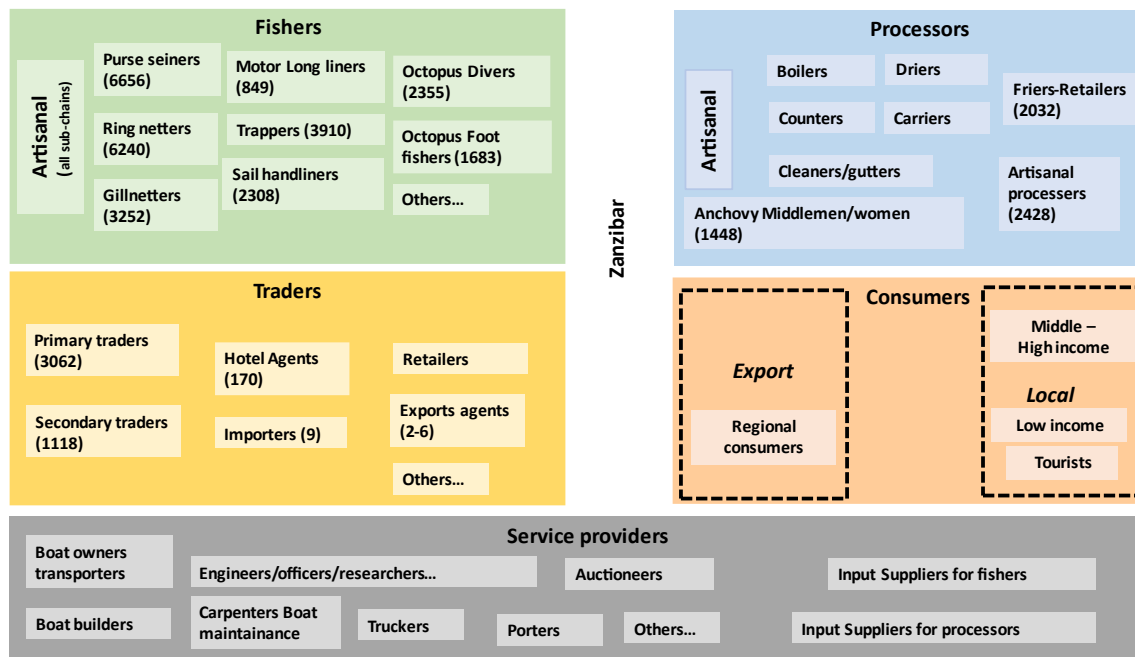 Fishers
Artisanal
(all sub-chains)
Purse seiners
(6656)
Ring netters
(6240)
Gillnetters
(3252)
Motor Long liners
(849)
Trappers (3910)
Sail handliners
(2308)
Octopus Divers
(2355)
Octopus Foot
fishers (1683)
Others...
Zanzibar
Processors
Artisanal
Boilers
Driers
Counters
Carriers
Cleaners/gutters
Friers-Retailers
(2032)
Artisanal
processers
(2428)
Anchovy Middlemen/women
(1448)
Traders
Primary traders
(3062)
Secondary traders
(1118)
Hotel Agents
(170)
Importers (9)
Retailers
Exports agents
(2-6)
Others...
Consumers
Export
Regional
consumers
Middle –
High income
Local
Low income
Tourists
Service providers
Boat owners
transporters
Engineers/officers/researchers...
Auctioneers
Input Suppliers for fishers
Boat builders
Carpenters Boat
maintainance
Truckers
Porters
Others...
Input Suppliers for processors